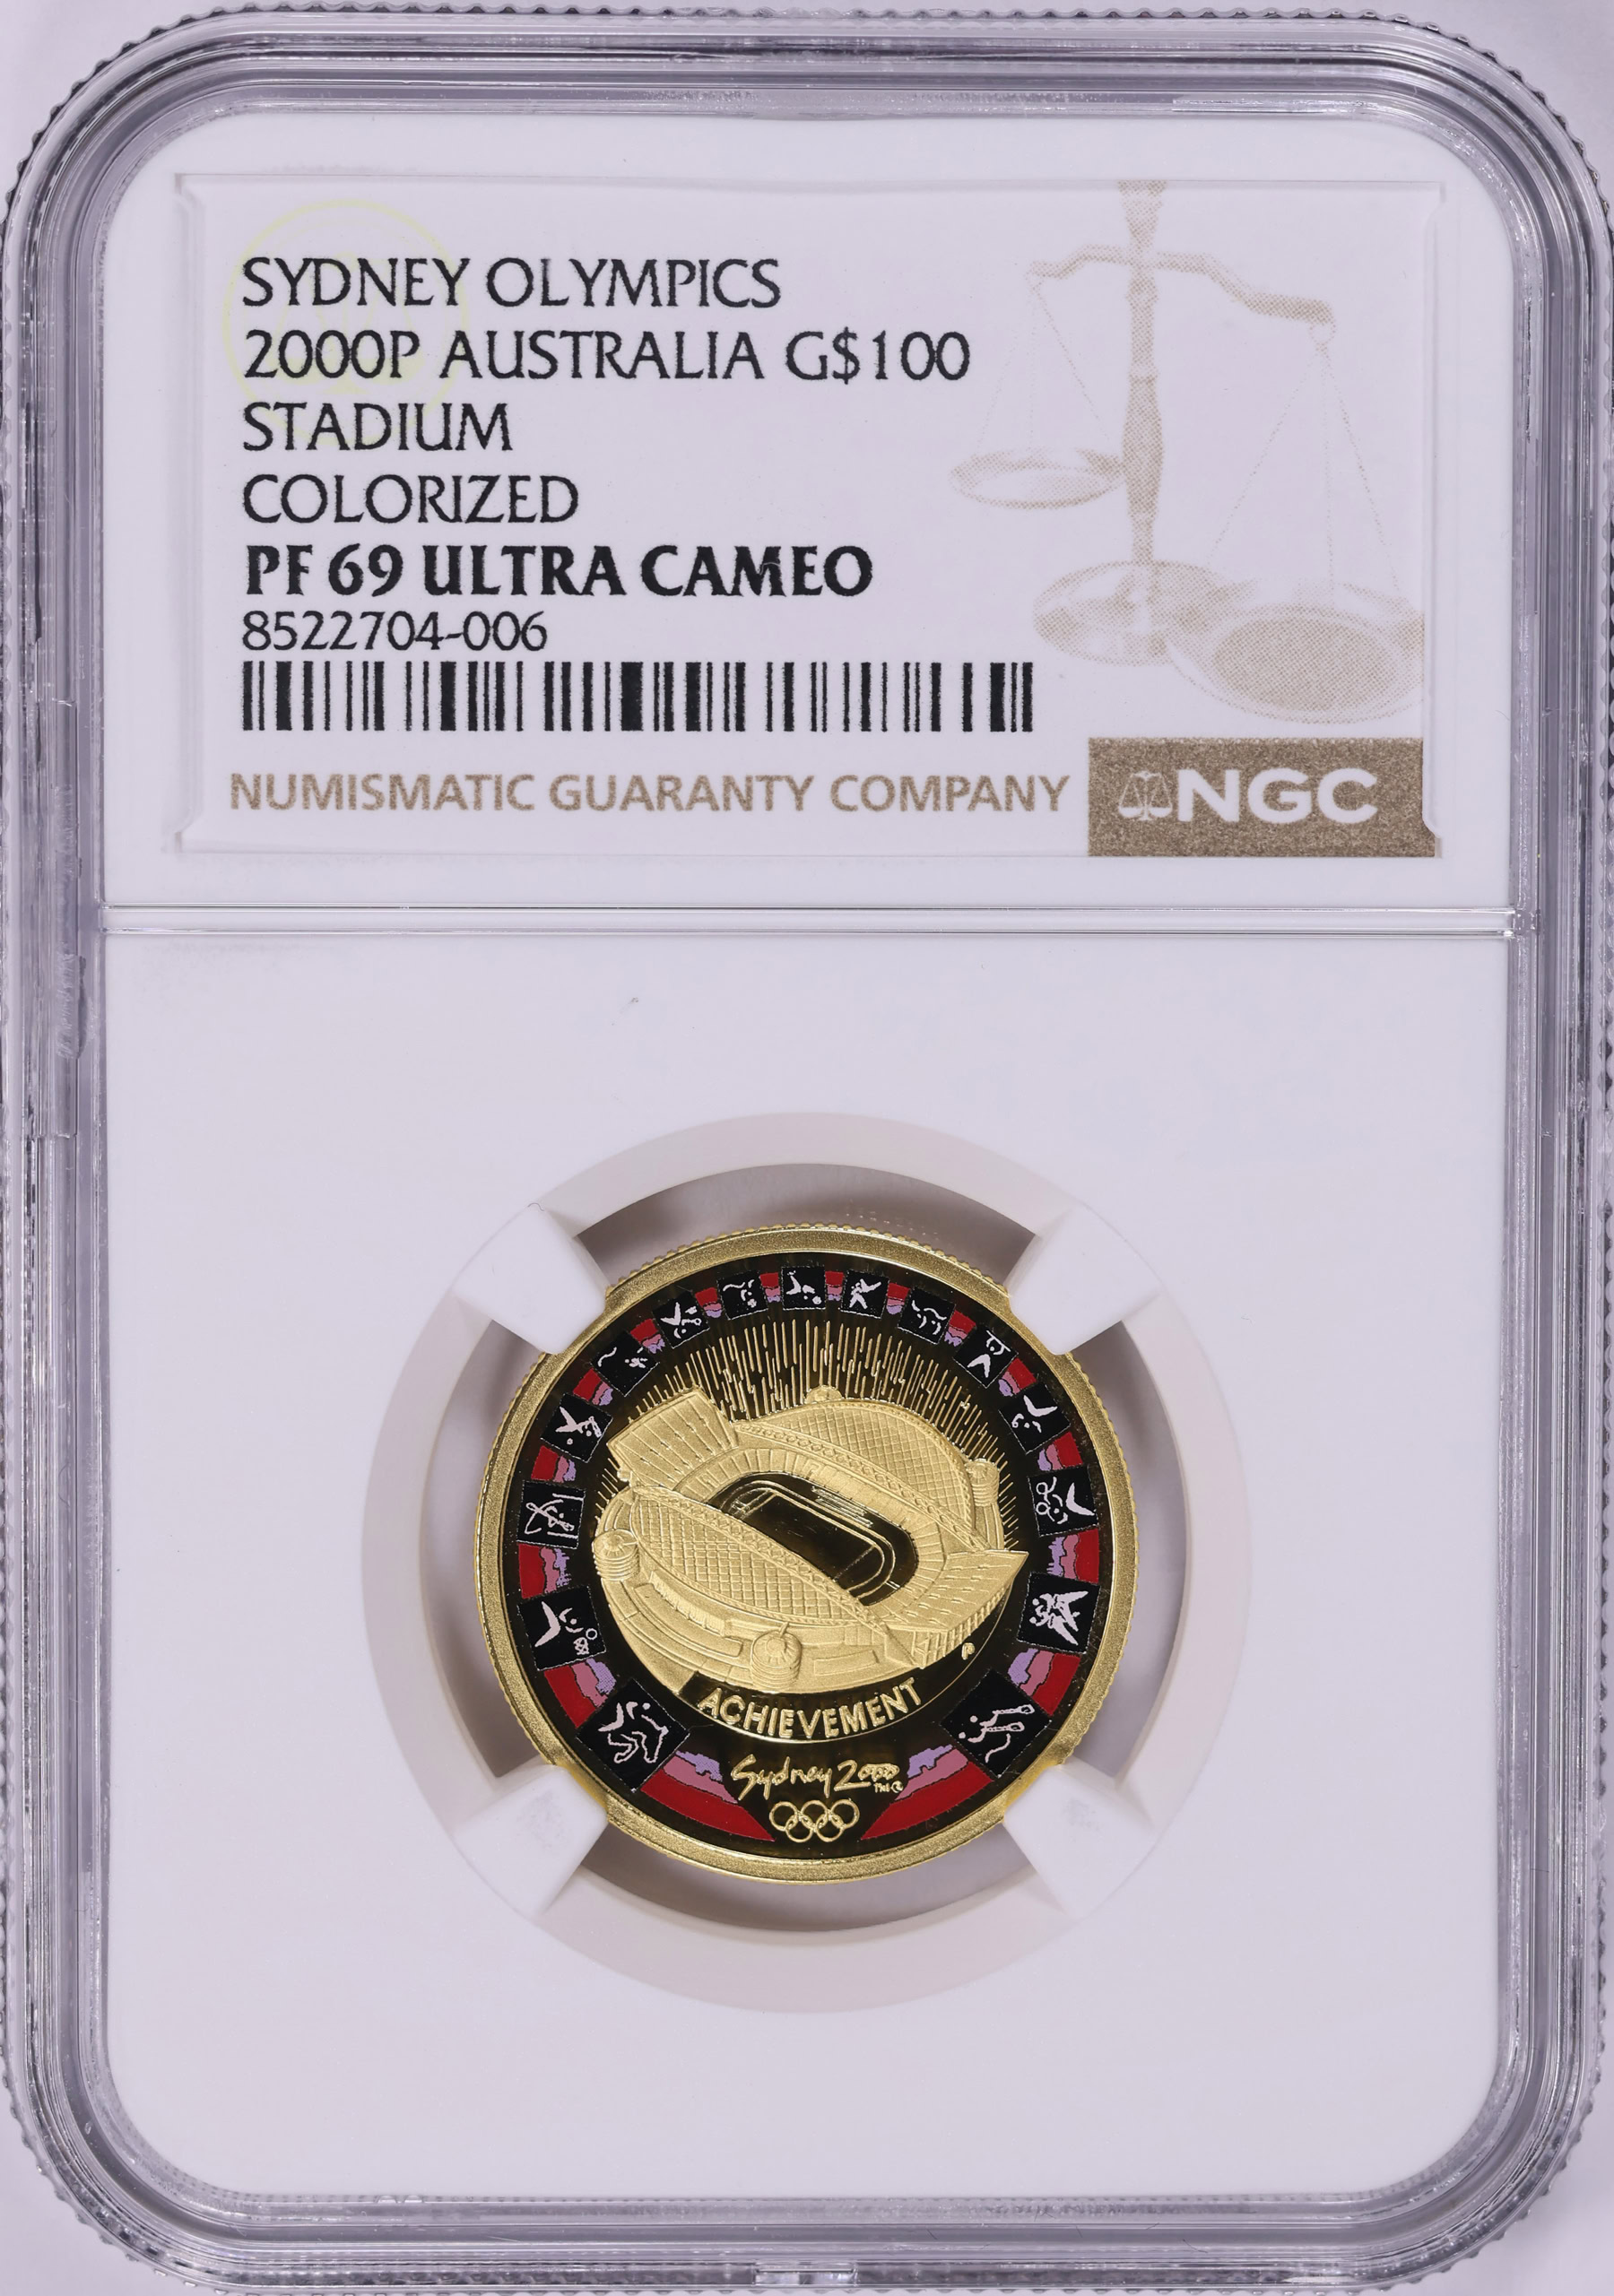 SYDNEY OLYMPICS
2000P AUSTRALIA G$100
STADIUM
COLORIZED
PF 69 ULTRA CAMEO
8522704-006
NUMISMATIC GUARANTY COMPANY
NGC
ACHIEVEMENT
Sydney 2000